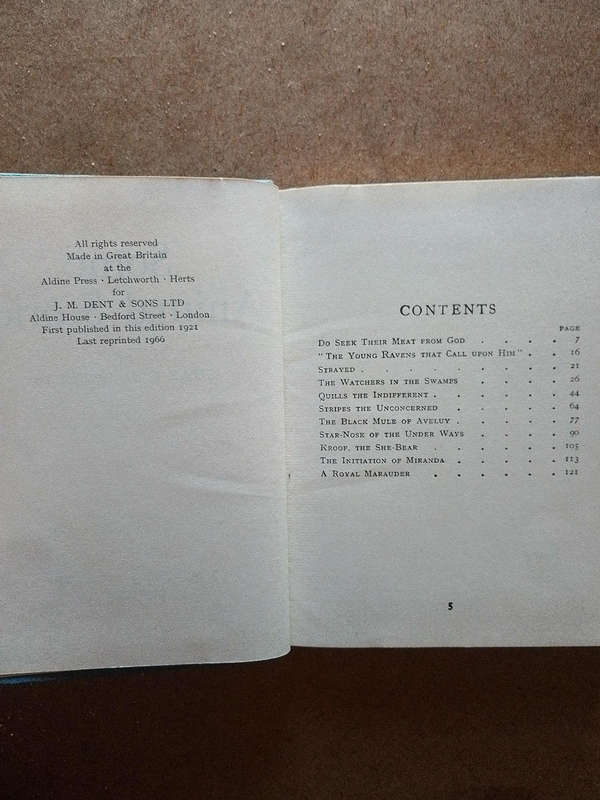 All rights reserved
Made in Great Britain
at the
Aldine Press · Letchworth · Herts
for
J. M. DENT & SONS LTD
Aldine House · Bedford Street · London
First published in this edition 1921
Last reprinted 1966
CONTENTS
PAGE
Do Seek Their Meat from God . . . . 7
"The Young Ravens that Call upon Him" . . 16
Strayed . . . . . . . . 21
The Watchers in the Swamps . . . . . 26
Quills the Indifferent . . . . . . 44
Stripes the Unconcerned . . . . . 64
The Black Mule of Aveluy . . . . . 77
Star-Nose of the Under Ways . . . . 90
Kroof, the She-Bear . . . . . . 105
The Initiation of Miranda . . . . . 113
A Royal Marauder . . . . . . 121
5